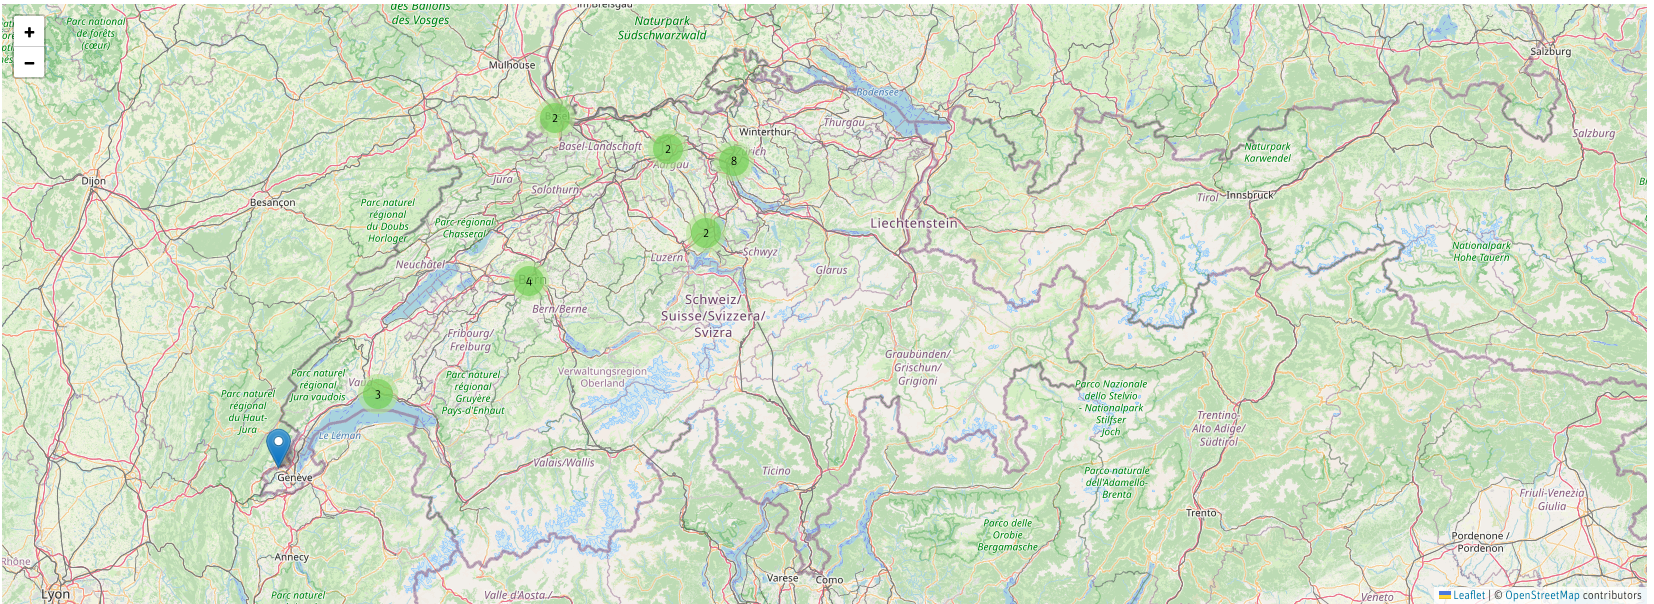 des Ballons
des Vosges
Parc national
de forêts
(cœur)
+
−
Naturpark
Südschwarzwald
Mulhouse
Salzburg
Bodensee
2
Winterthur
Thurgau
Salzburg
Basel-Landschaft
2
8
Aargau
Naturpark
Karwendel
Dijon
Jura
Solothurn
Besançon
Tirol
Innsbruck
Parc naturel
régional
du Doubs
Horloger
Parc régional
Chasseral
Liechtenstein
2
Luzern
Schwyz
Nationalpark
Hohe Tauern
Neuchâtel
Glarus
4
Bern/Berne
Schweiz/
Suisse/Svizzera/
Svizra
Fribourg/
Freiburg
Graubünden/
Grischun/
Grigioni
Verwaltungsregion
Oberland
Parc naturel
régional
Jura vaudois
Parc naturel
régional
Gruyère
Pays-d'Enhaut
3
Parc naturel
régional
du Haut-
Jura
Parco Nazionale
dello Stelvio
- Nationalpark
Stilfser
Joch
Trentino-
Alto Adige/
Südtirol
Le Léman
Genève
Valais/Wallis
Ticino
Parco naturale
dell'Adamello-
Brenta
Friuli-Venezia
Giulia
Trento
Parco delle
Orobie
Bergamasche
Pordenone /
Pordenon
Annecy
Varese
Como
Lyon
Parc naturel
Valle d'Aosta /
Veneto
Leaflet | © OpenStreetMap contributors